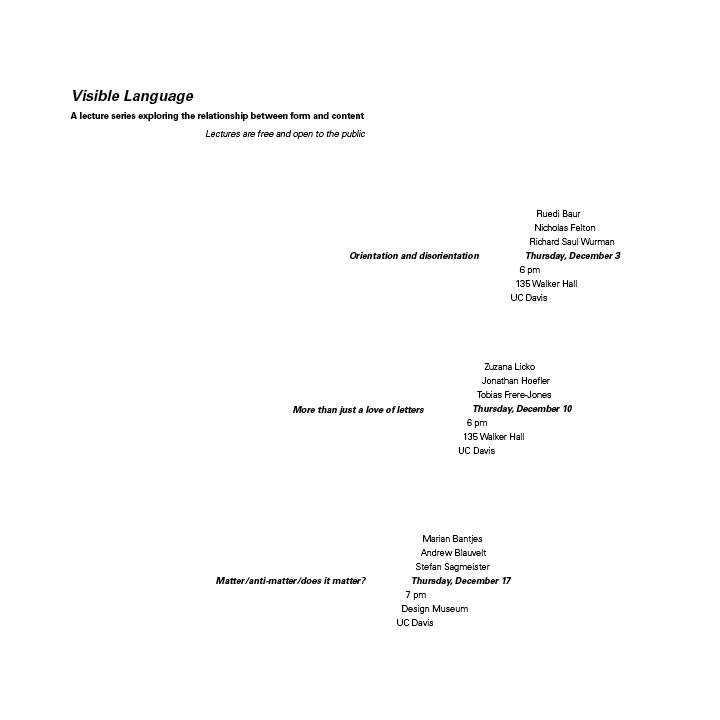 Visible Language
A lecture series exploring the relationship between form and content
Lectures are free and open to the public
Ruedi Baur
Nicholas Felton
Richard Saul Wurman
Orientation and disorientation Thursday, December 3
6 pm
135 Walker Hall
UC Davis
Zuzana Licko
Jonathan Hoefler
Tobias Frere-Jones
More than just a love of letters Thursday, December 10
6 pm
135 Walker Hall
UC Davis
Marian Bantjes
Andrew Blauvelt
Stefan Sagmeister
Matter/anti-matter/does it matter? Thursday, December 17
7 pm
Design Museum
UC Davis